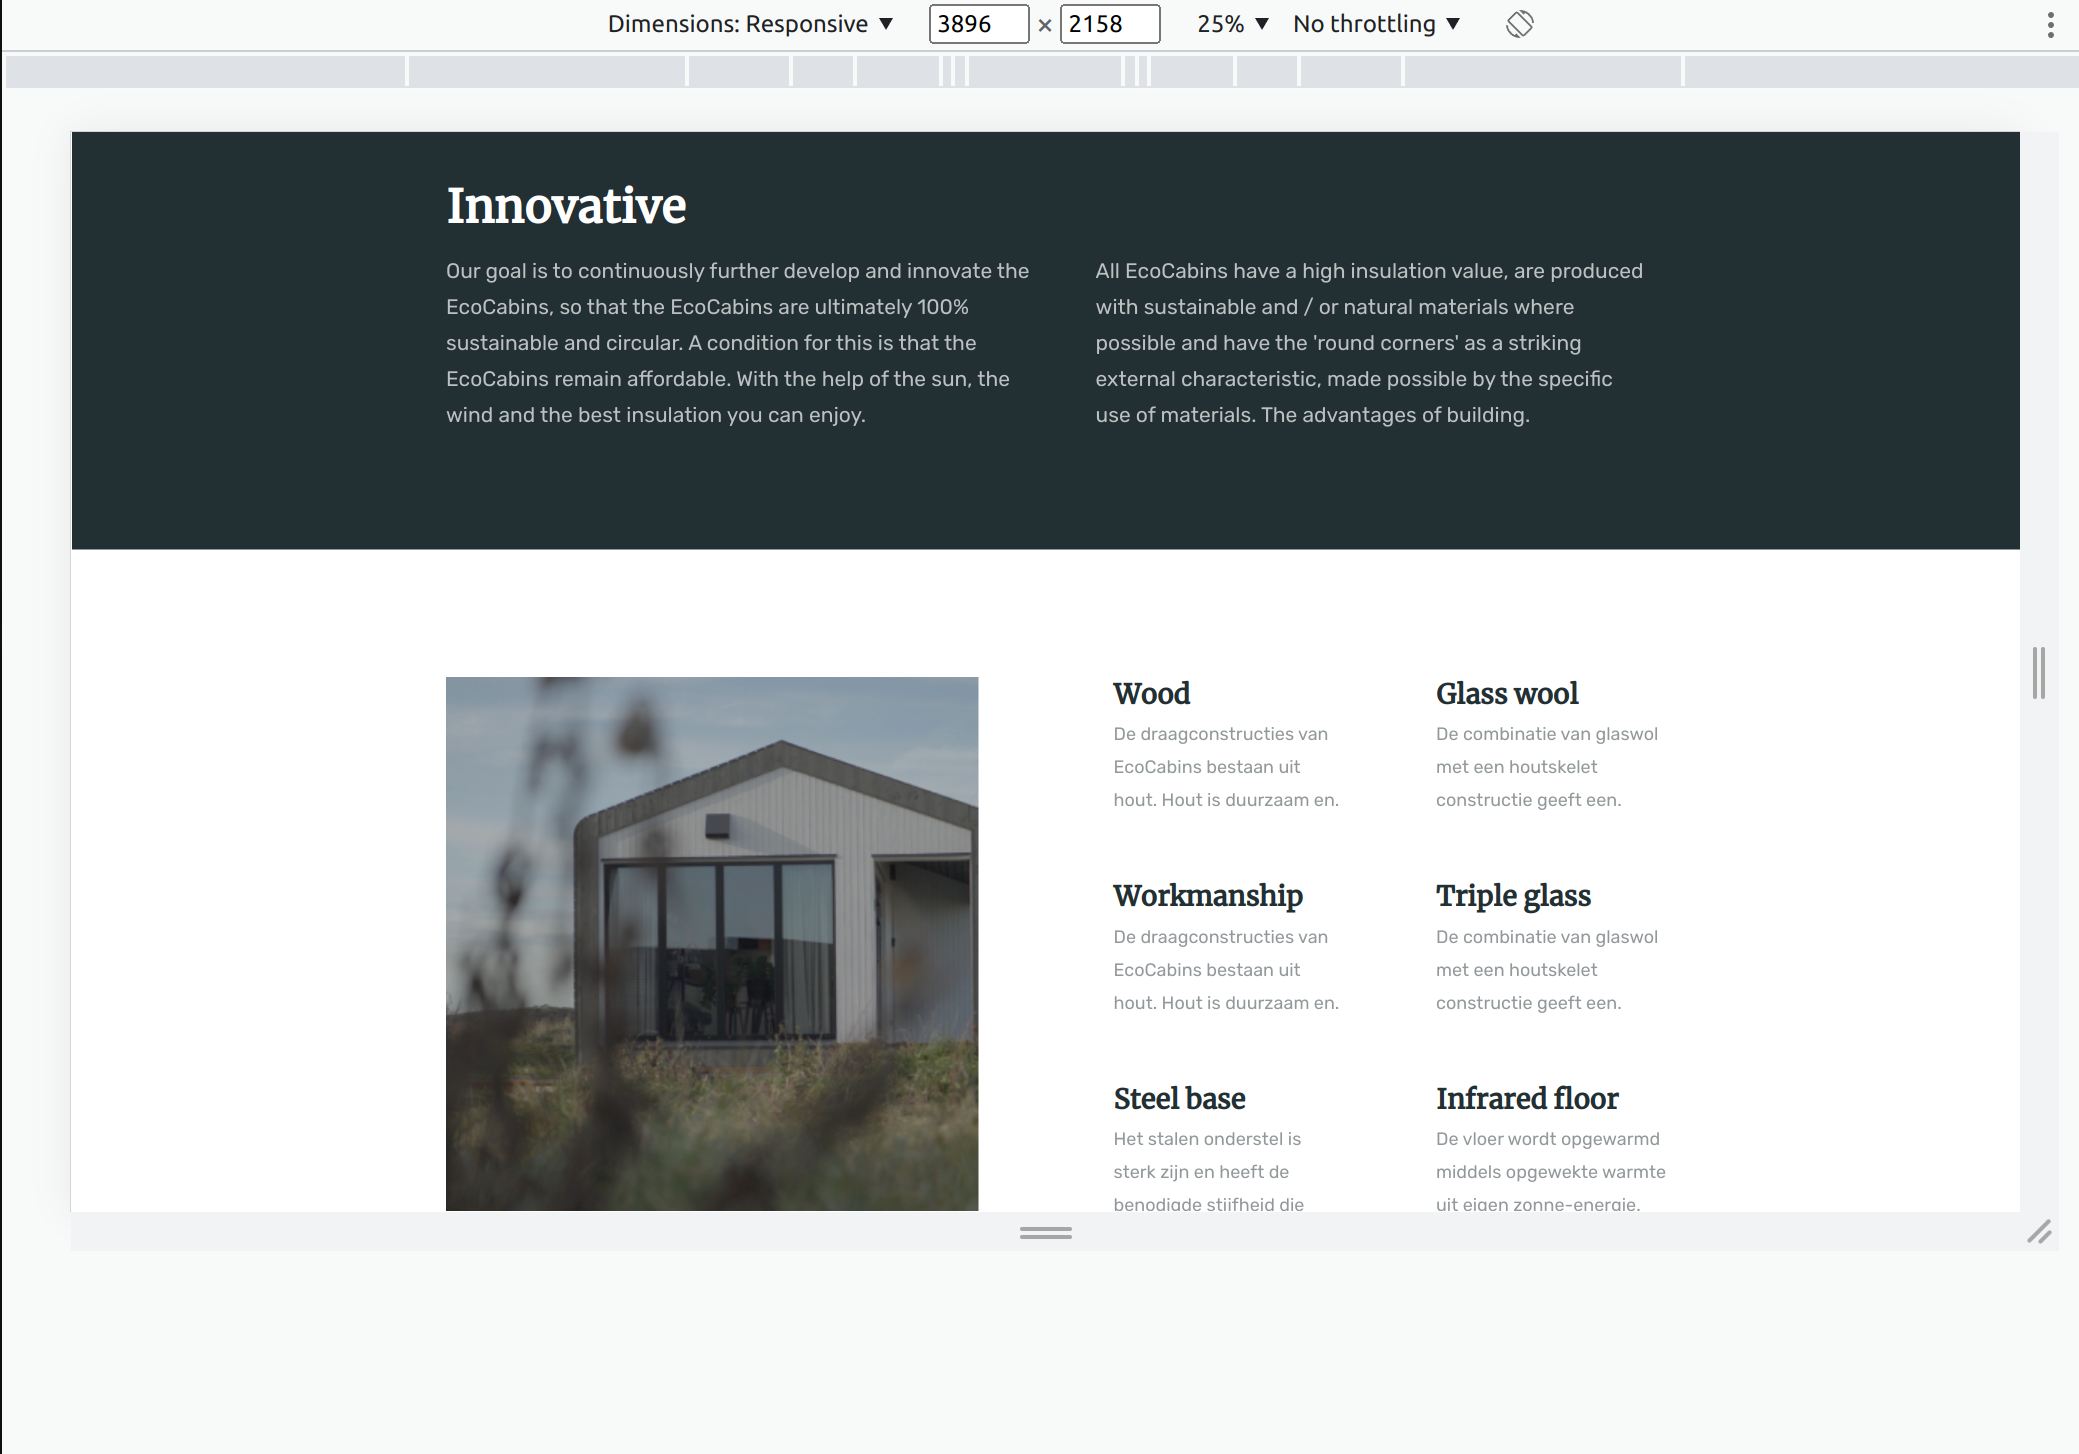 Dimensions: Responsive ▼ 3896 × 2158 25% ▼ No throttling ▼
Innovative
Our goal is to continuously further develop and innovate the
EcoCabins, so that the EcoCabins are ultimately 100%
sustainable and circular. A condition for this is that the
EcoCabins remain affordable. With the help of the sun, the
wind and the best insulation you can enjoy.
All EcoCabins have a high insulation value, are produced
with sustainable and / or natural materials where
possible and have the 'round corners' as a striking
external characteristic, made possible by the specific
use of materials. The advantages of building.
Wood
De draagconstructies van
EcoCabins bestaan uit
hout. Hout is duurzaam en.
Glass wool
De combinatie van glaswol
met een houtskelet
constructie geeft een.
Workmanship
De draagconstructies van
EcoCabins bestaan uit
hout. Hout is duurzaam en.
Triple glass
De combinatie van glaswol
met een houtskelet
constructie geeft een.
Steel base
Het stalen onderstel is
sterk zijn en heeft de
benodigde stijfheid die
Infrared floor
De vloer wordt opgewarmd
middels opgewekte warmte
uit eigen zonne-energie.